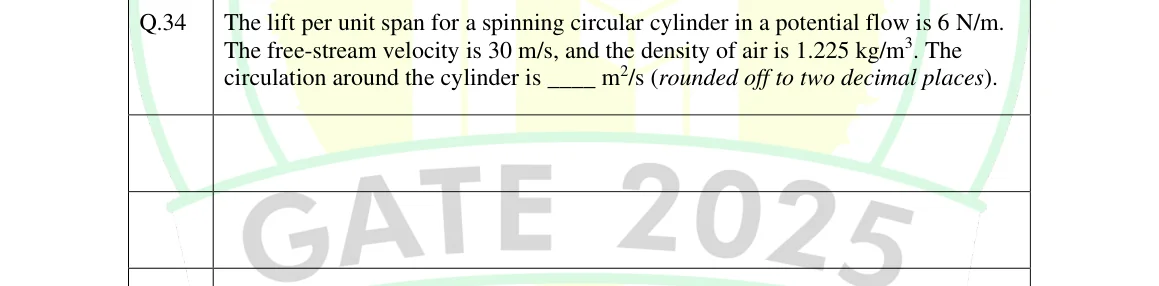 Q.34 The lift per unit span for a spinning circular cylinder in a potential flow is 6 N/m.
The free-stream velocity is 30 m/s, and the density of air is 1.225 kg/m³. The
circulation around the cylinder is ____ m²/s (rounded off to two decimal places).
GATE 2025